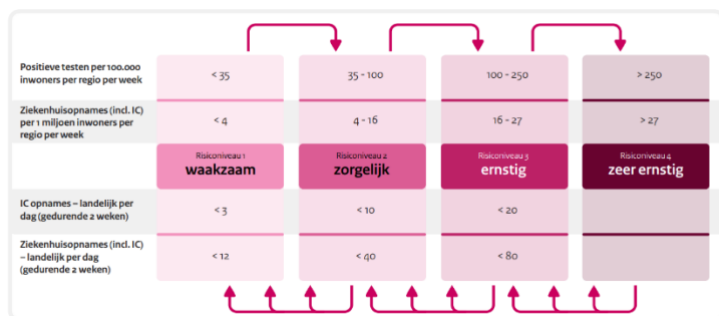 Positieve testen per 100.000
inwoners per regio per week
< 35
35 - 100
100 - 250
> 250
Ziekenhuisopnames (incl. IC)
per 1 miljoen inwoners per
regio per week
< 4
4 - 16
16 - 27
> 27
Risiconiveau 1
waakzaam
Risiconiveau 2
zorgelijk
Risiconiveau 3
ernstig
Risiconiveau 4
zeer ernstig
IC opnames – landelijk per
dag (gedurende 2 weken)
< 3
< 10
< 20
Ziekenhuisopnames (incl. IC)
– landelijk per dag
(gedurende 2 weken)
< 12
< 40
< 80